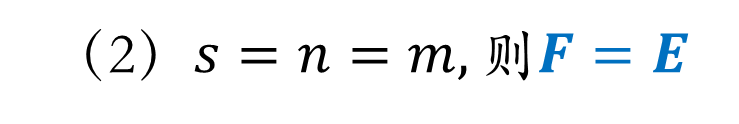 （2）s = n = m, 则F = E